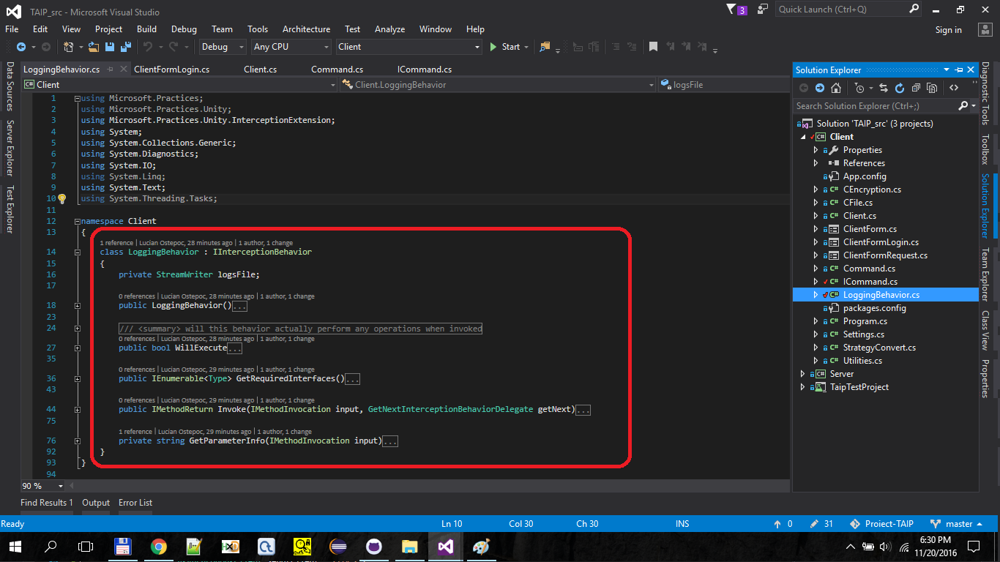 TAIP_src - Microsoft Visual Studio
3
Quick Launch (Ctrl+Q)
File Edit View Project Build Debug Team Tools Architecture Test Analyze Window Help
Sign in
Debug Any CPU Client Start
LoggingBehavior.cs ClientFormLogin.cs Client.cs Command.cs ICommand.cs
Client Client.LoggingBehavior logsFile
Data Sources
Server Explorer
Test Explorer
1 using Microsoft.Practices;
2 using Microsoft.Practices.Unity;
3 using Microsoft.Practices.Unity.InterceptionExtension;
4 using System;
5 using System.Collections.Generic;
6 using System.Diagnostics;
7 using System.IO;
8 using System.Linq;
9 using System.Text;
10 using System.Threading.Tasks;
11
12 namespace Client
13 {
1 reference | Lucian Ostepoc, 28 minutes ago | 1 author, 1 change
14 class LoggingBehavior : IInterceptionBehavior
15 {
16 private StreamWriter logsFile;
17
0 references | Lucian Ostepoc, 28 minutes ago | 1 author, 1 change
18 public LoggingBehavior()...
23
24 /// <summary> will this behavior actually perform any operations when invoked
0 references | Lucian Ostepoc, 28 minutes ago | 1 author, 1 change
27 public bool WillExecute...
35
0 references | Lucian Ostepoc, 29 minutes ago | 1 author, 1 change
36 public IEnumerable<Type> GetRequiredInterfaces()...
43
0 references | Lucian Ostepoc, 29 minutes ago | 1 author, 1 change
44 public IMethodReturn Invoke(IMethodInvocation input, GetNextInterceptionBehaviorDelegate getNext)...
75
1 reference | Lucian Ostepoc, 29 minutes ago | 1 author, 1 change
76 private string GetParameterInfo(IMethodInvocation input)...
92 }
93 }
94
90 %
Solution Explorer
Search Solution Explorer (Ctrl+;)
Solution 'TAIP_src' (3 projects)
C# Client
Properties
References
App.config
C# CEncryption.cs
C# CFile.cs
C# Client.cs
ClientForm.cs
ClientFormLogin.cs
ClientFormRequest.cs
C# Command.cs
C# ICommand.cs
C# LoggingBehavior.cs
packages.config
C# Program.cs
C# Settings.cs
C# StrategyConvert.cs
C# Utilities.cs
C# Server
TaipTestProject
Diagnostic Tools
Toolbox
Solution Explorer
Team Explorer
Class View
Properties
Find Results 1 Output Error List
Ready Ln 10 Col 30 Ch 30 INS 0 31 Proiect-TAIP master
6:30 PM
11/20/2016